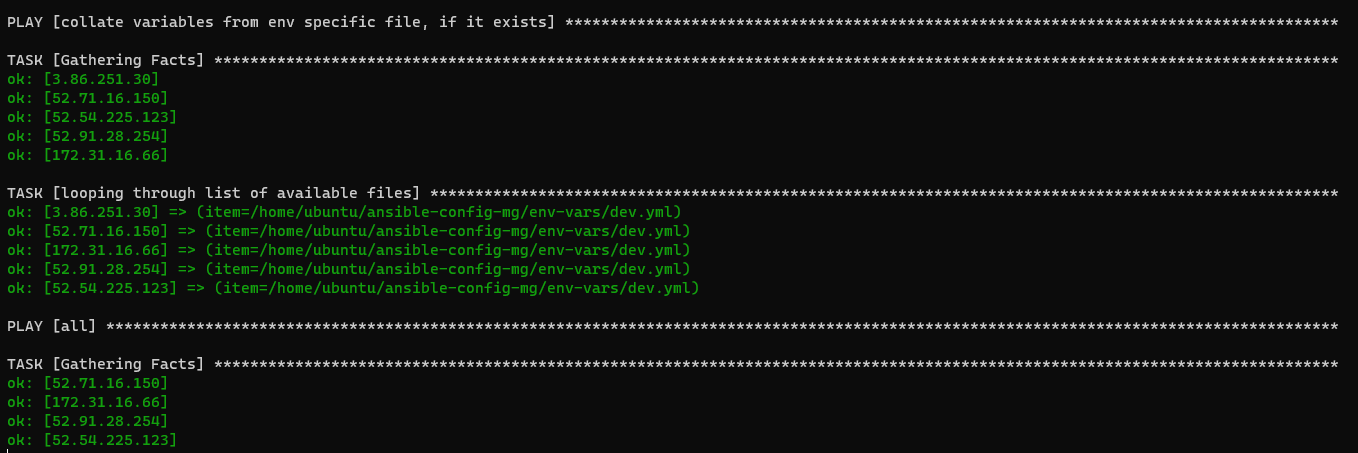 PLAY [collate variables from env specific file, if it exists] **************************************************************************************
TASK [Gathering Facts] *****************************************************************************************************************************
ok: [3.86.251.30]
ok: [52.71.16.150]
ok: [52.54.225.123]
ok: [52.91.28.254]
ok: [172.31.16.66]
TASK [looping through list of available files] *****************************************************************************************************
ok: [3.86.251.30] => (item=/home/ubuntu/ansible-config-mg/env-vars/dev.yml)
ok: [52.71.16.150] => (item=/home/ubuntu/ansible-config-mg/env-vars/dev.yml)
ok: [172.31.16.66] => (item=/home/ubuntu/ansible-config-mg/env-vars/dev.yml)
ok: [52.91.28.254] => (item=/home/ubuntu/ansible-config-mg/env-vars/dev.yml)
ok: [52.54.225.123] => (item=/home/ubuntu/ansible-config-mg/env-vars/dev.yml)
PLAY [all] *****************************************************************************************************************************************
TASK [Gathering Facts] *****************************************************************************************************************************
ok: [52.71.16.150]
ok: [172.31.16.66]
ok: [52.91.28.254]
ok: [52.54.225.123]